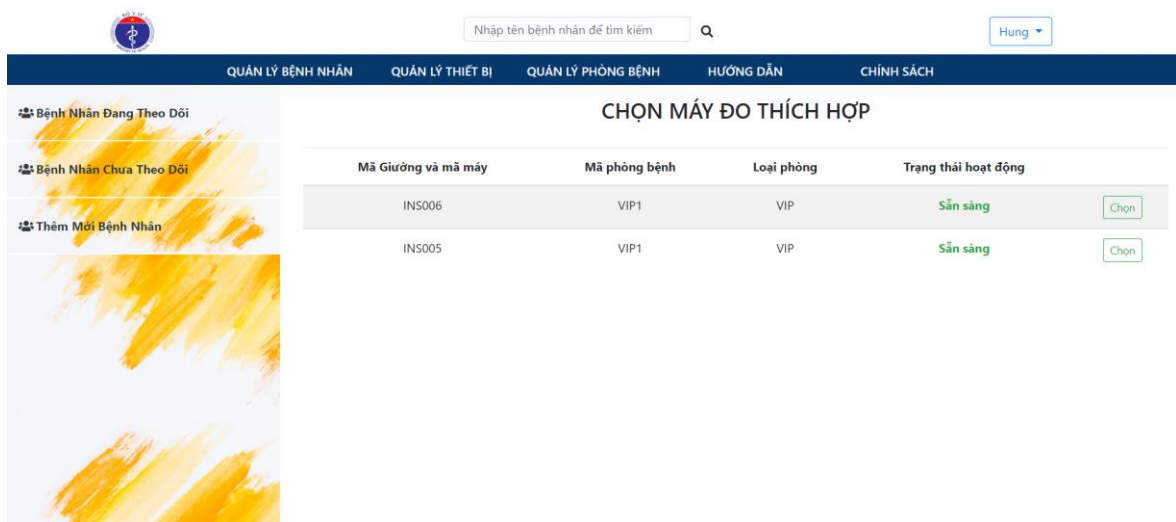 BỘ Y TẾ
Nhập tên bệnh nhân để tìm kiếm
Hung
QUẢN LÝ BỆNH NHÂN QUẢN LÝ THIẾT BỊ QUẢN LÝ PHÒNG BỆNH HƯỚNG DẪN CHÍNH SÁCH
Bệnh Nhân Đang Theo Dõi
Bệnh Nhân Chưa Theo Dõi
Thêm Mới Bệnh Nhân
CHỌN MÁY ĐO THÍCH HỢP
Mã Giường và mã máy Mã phòng bệnh Loại phòng Trạng thái hoạt động
INS006 VIP1 VIP Sẵn sàng Chọn
INS005 VIP1 VIP Sẵn sàng Chọn